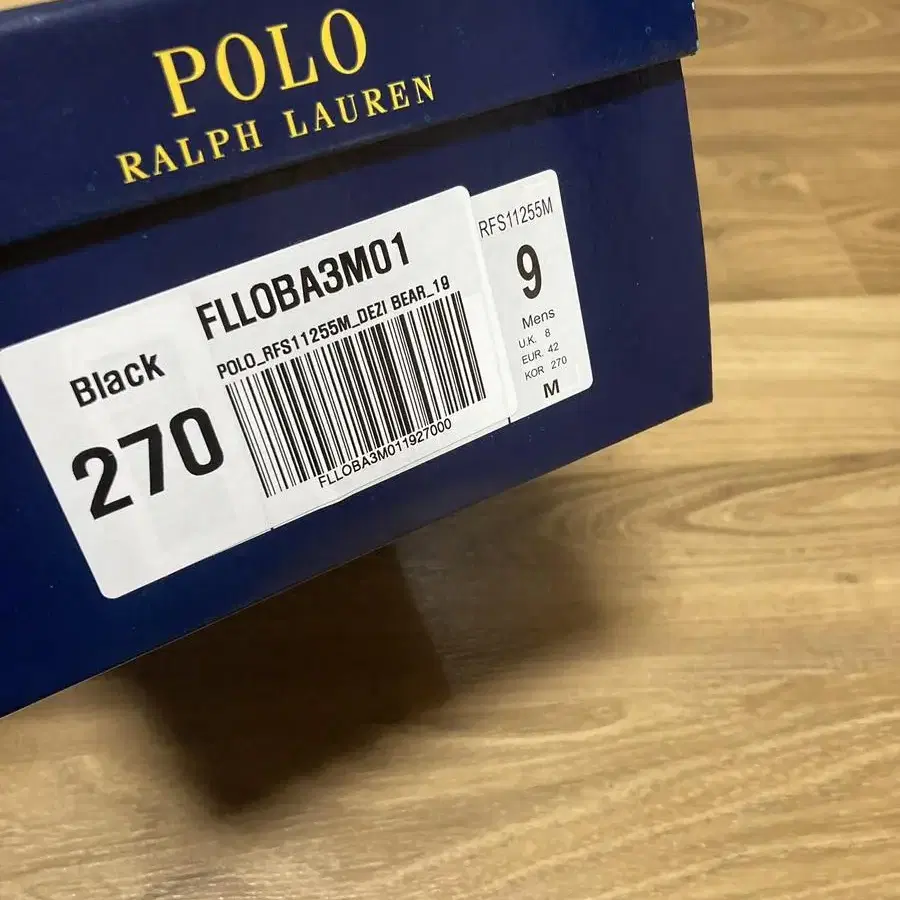 POLO
RALPH LAUREN
Black
270
FLLOBA3M01
POLO_RFS11255M_DEZI BEAR_19
FLLOBA3M011927000
RFS11255M
9
Mens
U.K. 8
EUR. 42
KOR 270
M